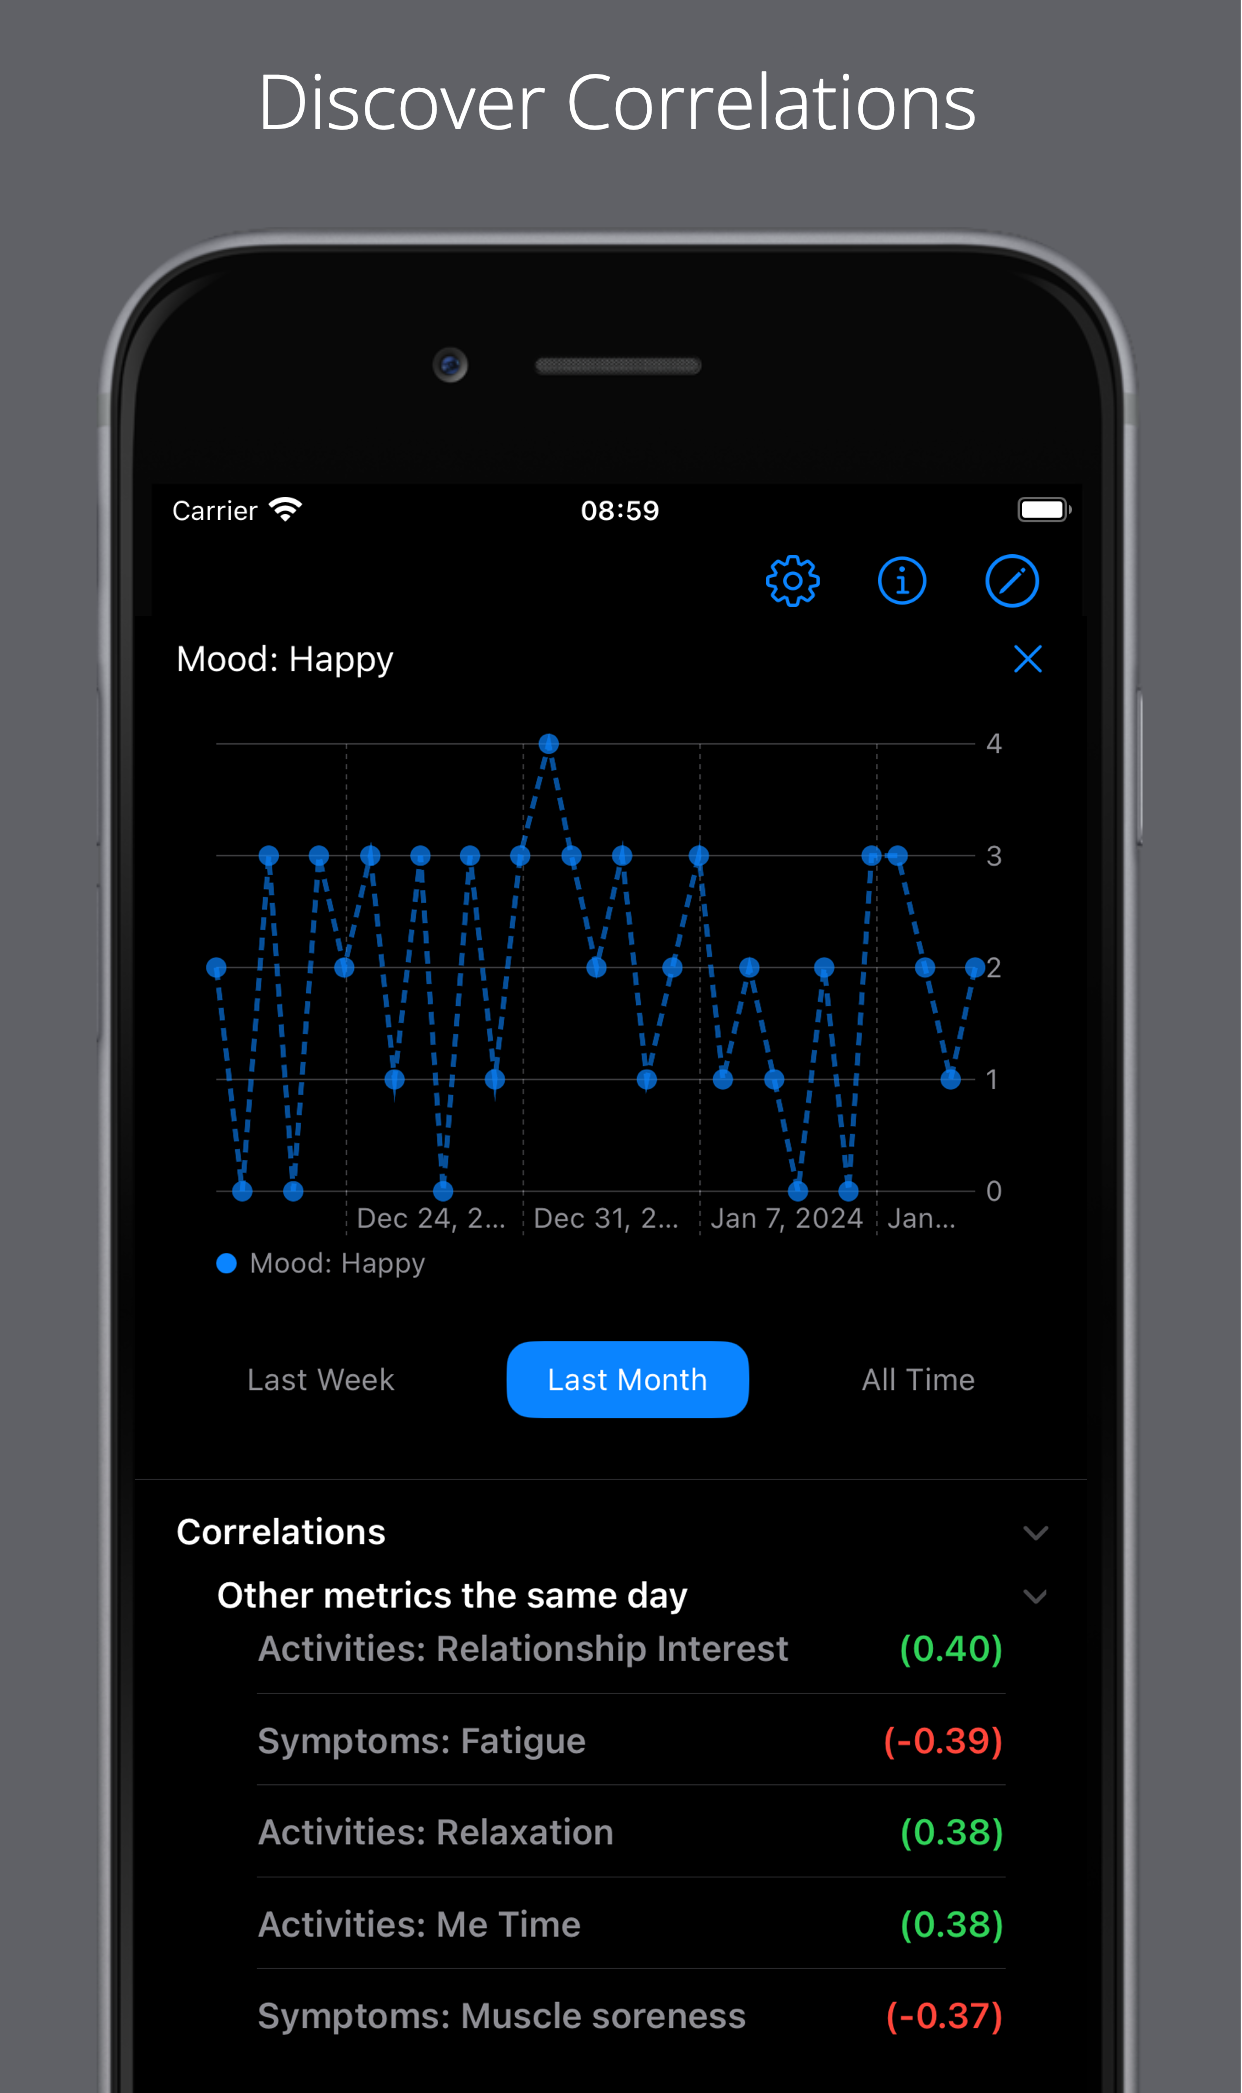 Discover Correlations
Carrier
08:59
Mood: Happy
4
3
2
1
0
Dec 24, 2... Dec 31, 2... Jan 7, 2024 Jan...
Mood: Happy
Last Week Last Month All Time
Correlations
Other metrics the same day
Activities: Relationship Interest (0.40)
Symptoms: Fatigue (-0.39)
Activities: Relaxation (0.38)
Activities: Me Time (0.38)
Symptoms: Muscle soreness (-0.37)